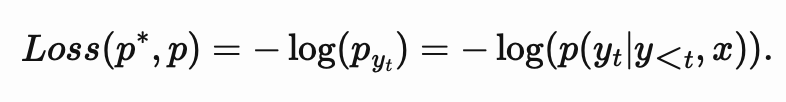 Loss(p*, p) = − log(p_{y_t}) = − log(p(y_t|y_{<t}, x)).